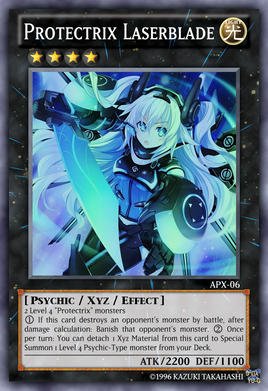 PROTECTRIX LASERBLADE
LIGHT
光
APX-06
[ PSYCHIC / XYZ / EFFECT ]
2 Level 4 "Protectrix" monsters
① If this card destroys an opponent's monster by battle, after
damage calculation: Banish that opponent's monster. ② Once
per turn: You can detach 1 Xyz Material from this card to Special
Summon 1 Level 4 Psychic-Type monster from your Deck.
ATK/2200 DEF/1100
©1996 KAZUKI TAKAHASHI